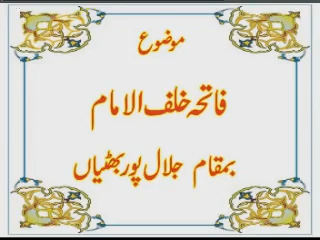 موضوع
فاتحہ خلف الامام
بمقام جلال پور بھٹیاں